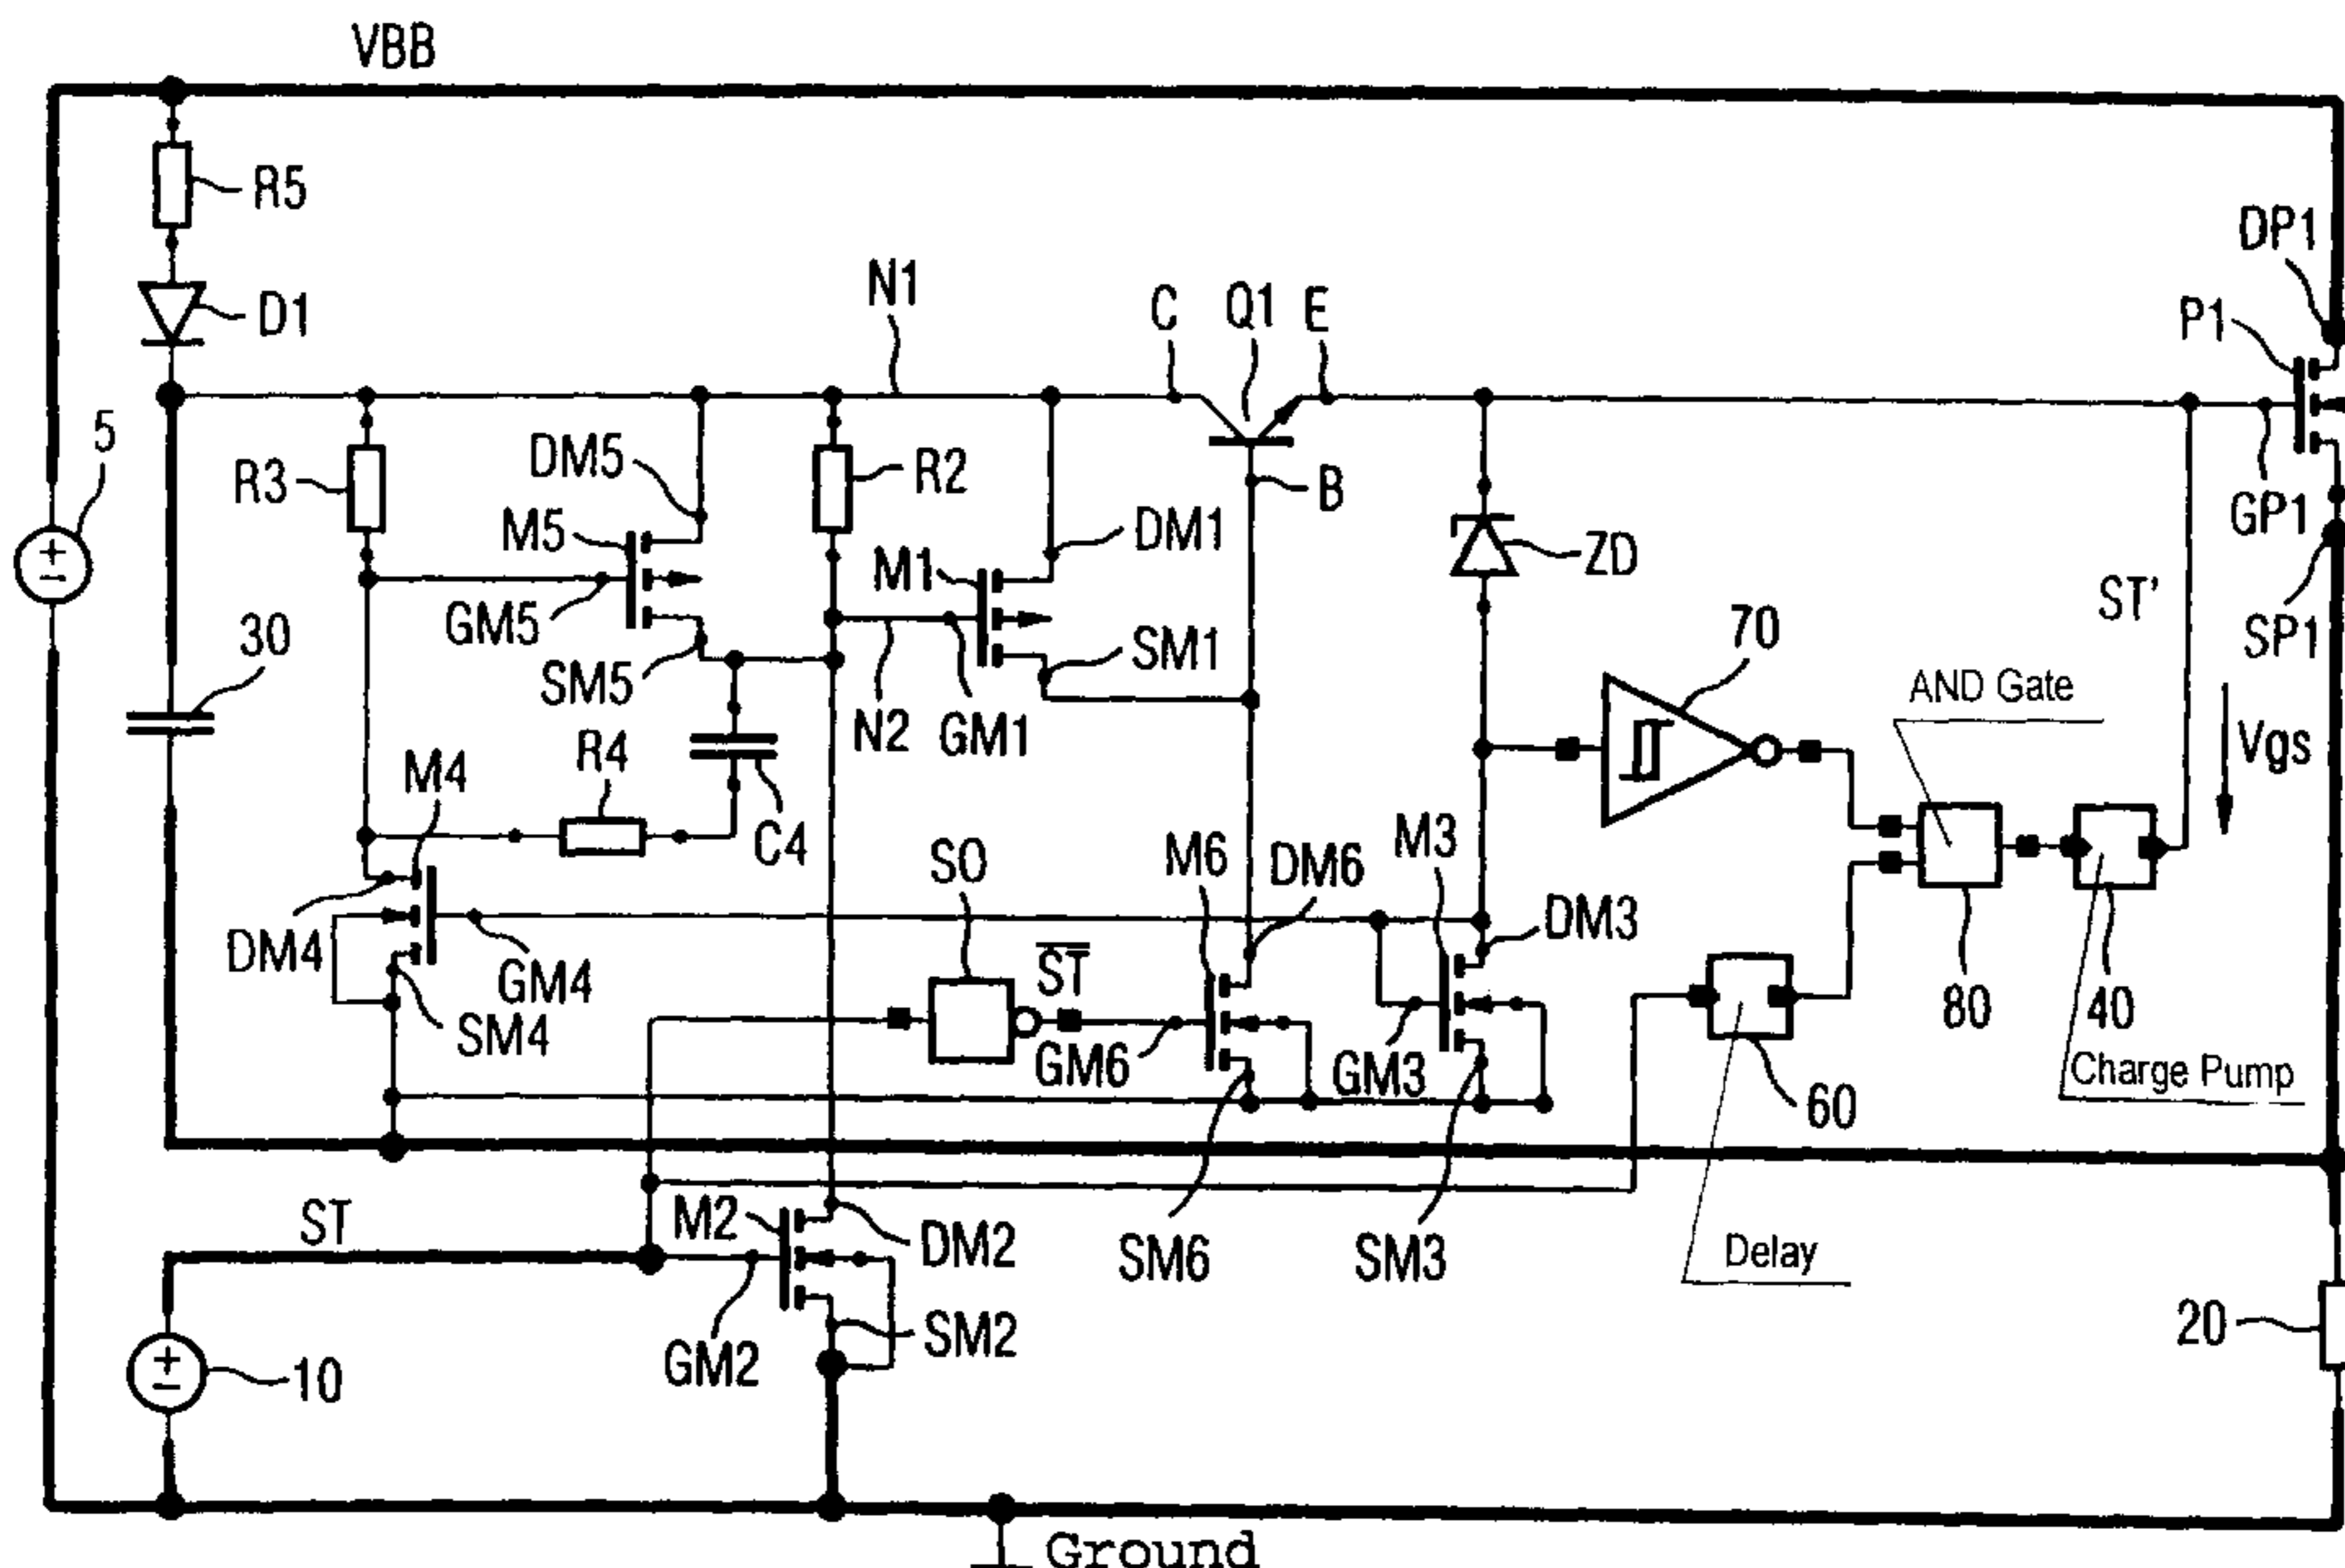 VBB
R5
DP1
D1
N1
C
Q1
E
P1
5
R3
DM5
R2
B
GP1
M5
DM1
M1
ZD
ST'
GM5
30
SM5
SM1
70
SP1
AND Gate
N2
GM1
R4
Vgs
M4
C4
M3
SO
M6
DM6
DM4
GM4
ST
DM3
SM4
GM6
GM3
80
40
Charge Pump
60
ST
M2
DM2
SM6
SM3
Delay
SM2
GM2
20
10
+
-
+
-
Ground